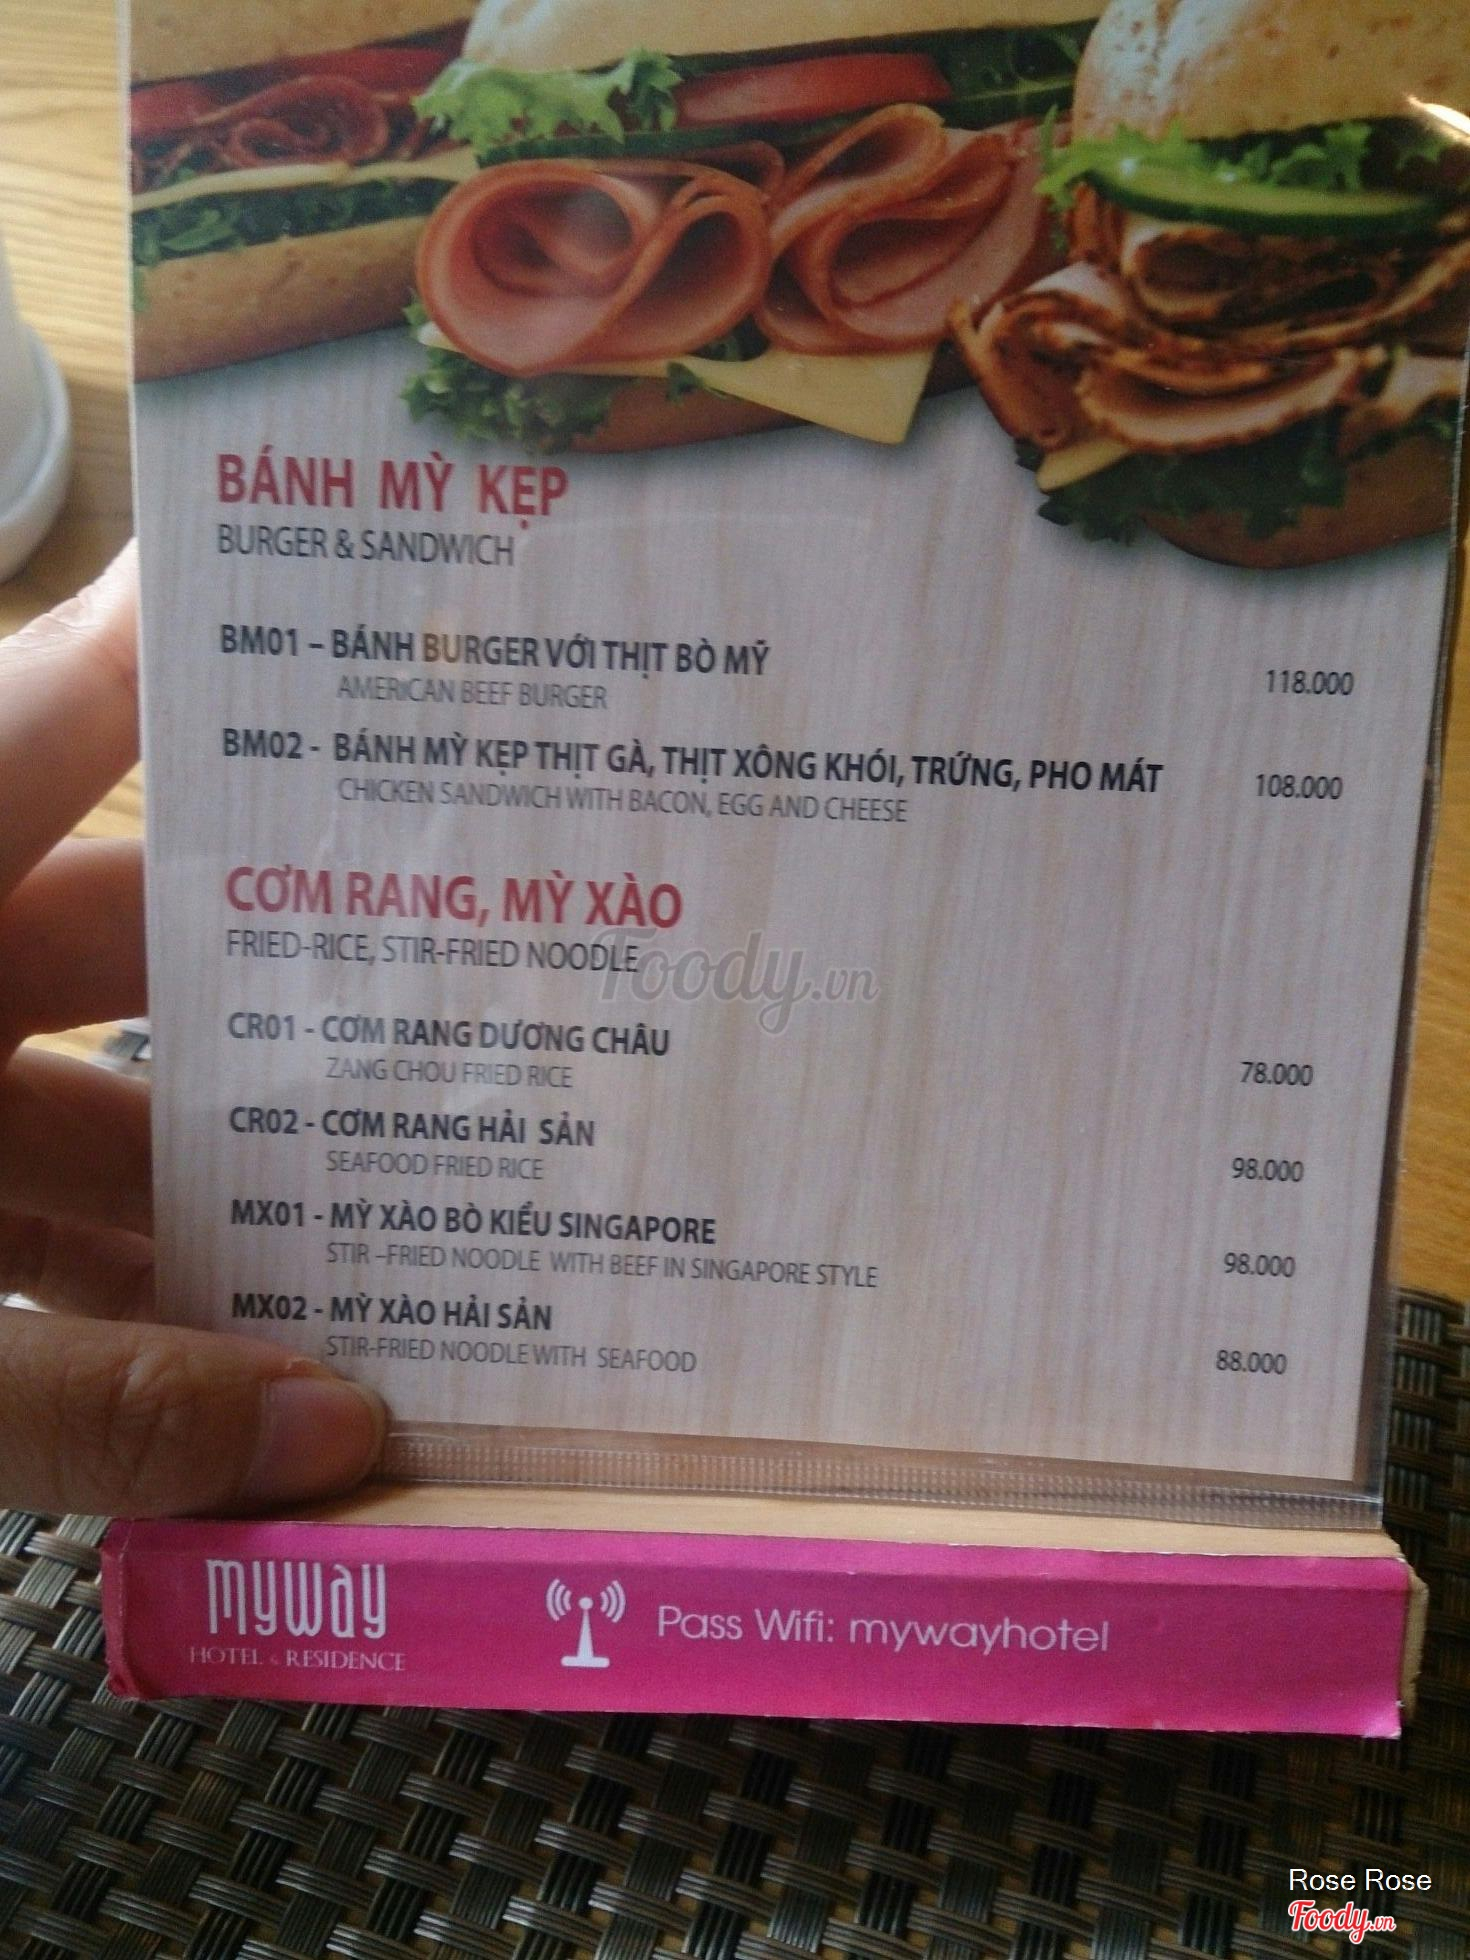 BÁNH MỲ KẸP
BURGER & SANDWICH
BM01 – BÁNH BURGER VỚI THỊT BÒ MỸ 118.000
AMERICAN BEEF BURGER
BM02 - BÁNH MỲ KẸP THỊT GÀ, THỊT XÔNG KHÓI, TRỨNG, PHO MÁT 108.000
CHICKEN SANDWICH WITH BACON, EGG AND CHEESE
CƠM RANG, MỲ XÀO
FRIED-RICE, STIR-FRIED NOODLE
Foody.vn
CR01 - CƠM RANG DƯƠNG CHÂU 78.000
ZANG CHOU FRIED RICE
CR02 - CƠM RANG HẢI SẢN 98.000
SEAFOOD FRIED RICE
MX01 - MỲ XÀO BÒ KIỂU SINGAPORE 98.000
STIR –FRIED NOODLE WITH BEEF IN SINGAPORE STYLE
MX02 - MỲ XÀO HẢI SẢN 88.000
STIR-FRIED NOODLE WITH SEAFOOD
myway
HOTEL & RESIDENCE
Pass Wifi: mywayhotel
Rose Rose
Foody.vn